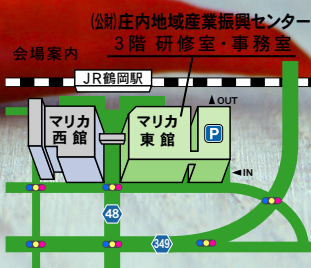 (公財)庄内地域産業振興センター
3階 研修室・事務室
会場案内
JR鶴岡駅
▲OUT
マリカ
西館
マリカ
東館
P
◀IN
48
349